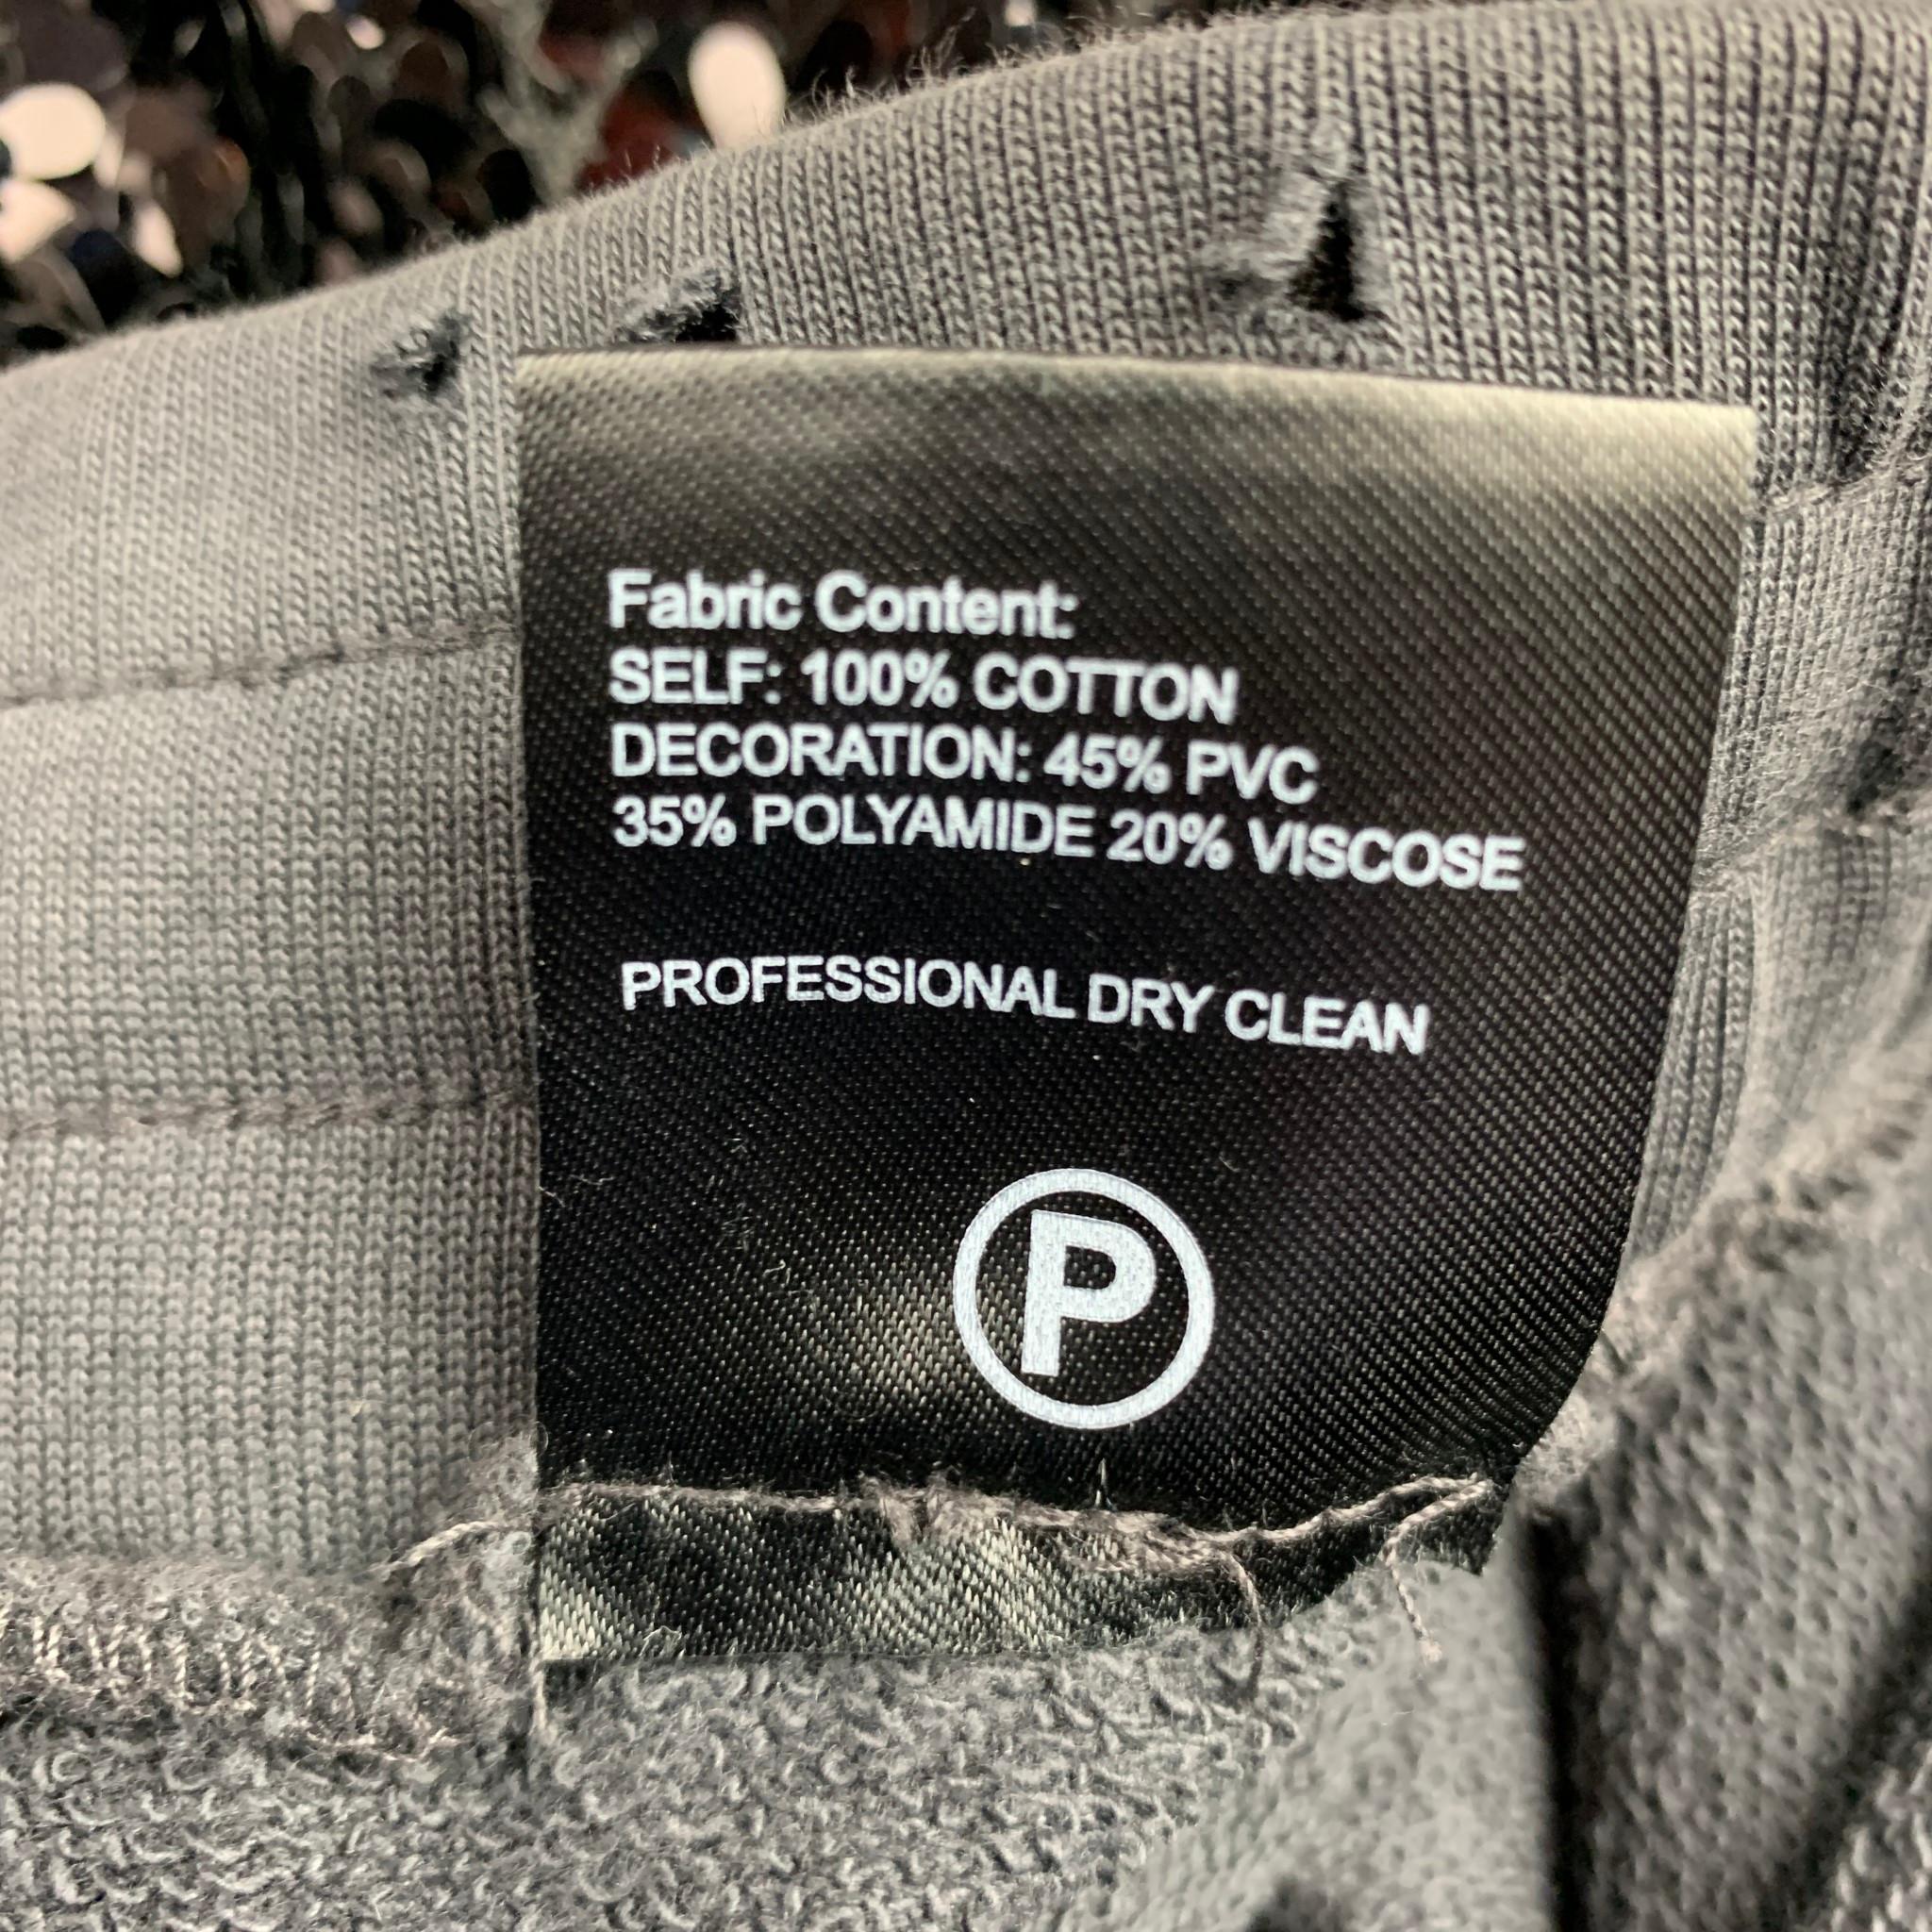 Fabric Content:
SELF: 100% COTTON
DECORATION: 45% PVC
35% POLYAMIDE 20% VISCOSE
PROFESSIONAL DRY CLEAN
P